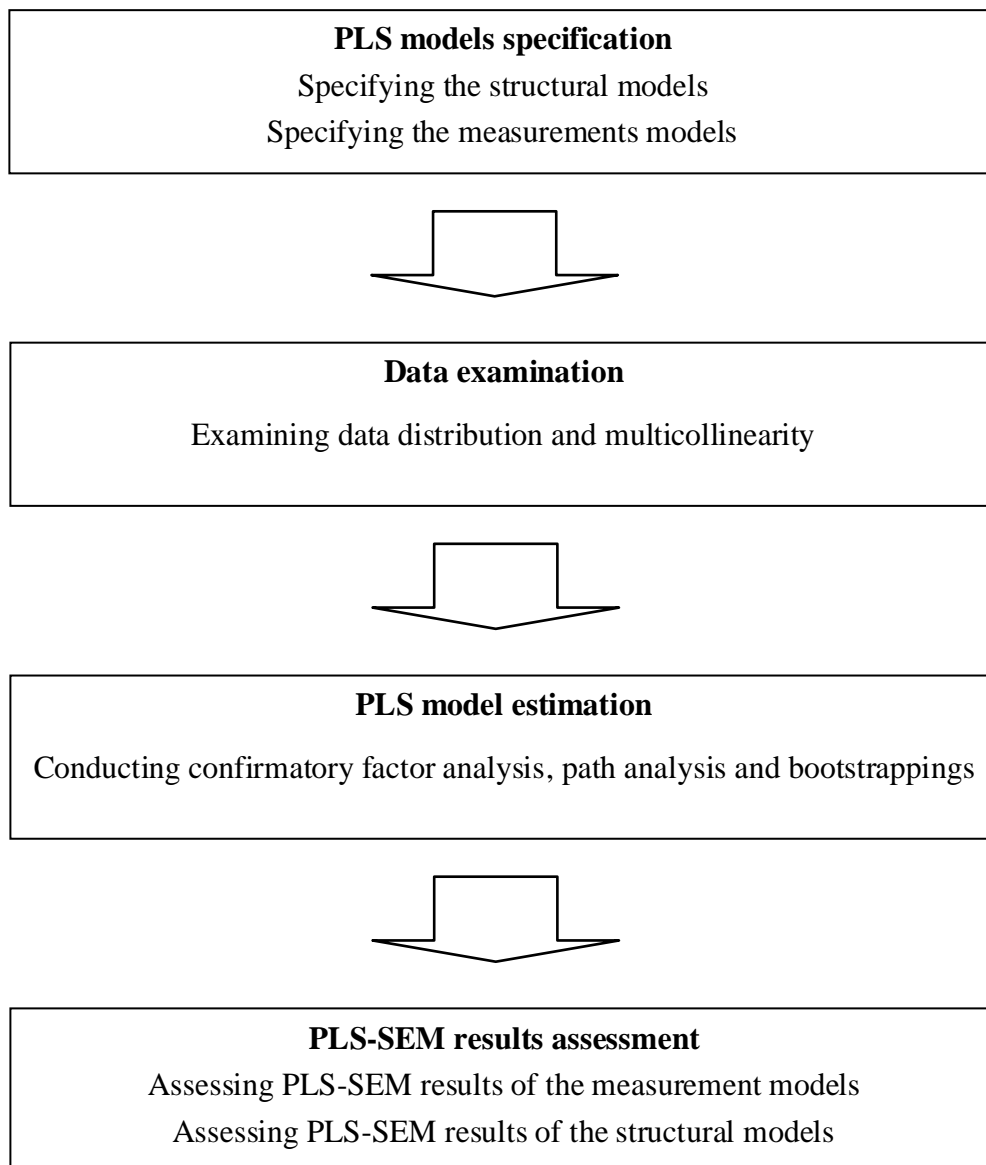 PLS models specification
Specifying the structural models
Specifying the measurements models
Data examination
Examining data distribution and multicollinearity
PLS model estimation
Conducting confirmatory factor analysis, path analysis and bootstrappings
PLS-SEM results assessment
Assessing PLS-SEM results of the measurement models
Assessing PLS-SEM results of the structural models